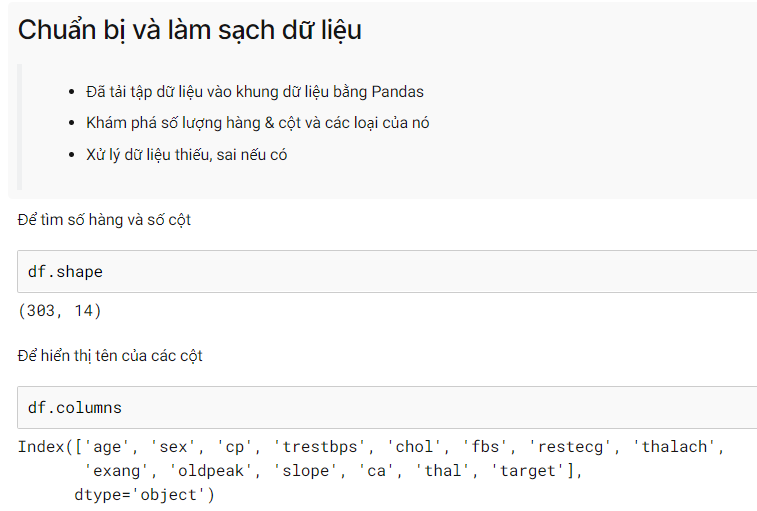 Chuẩn bị và làm sạch dữ liệu
• Đã tải tập dữ liệu vào khung dữ liệu bằng Pandas
• Khám phá số lượng hàng & cột và các loại của nó
• Xử lý dữ liệu thiếu, sai nếu có
Để tìm số hàng và số cột
df.shape
(303, 14)
Để hiển thị tên của các cột
df.columns
Index(['age', 'sex', 'cp', 'trestbps', 'chol', 'fbs', 'restecg', 'thalach',
'exang', 'oldpeak', 'slope', 'ca', 'thal', 'target'],
dtype='object')